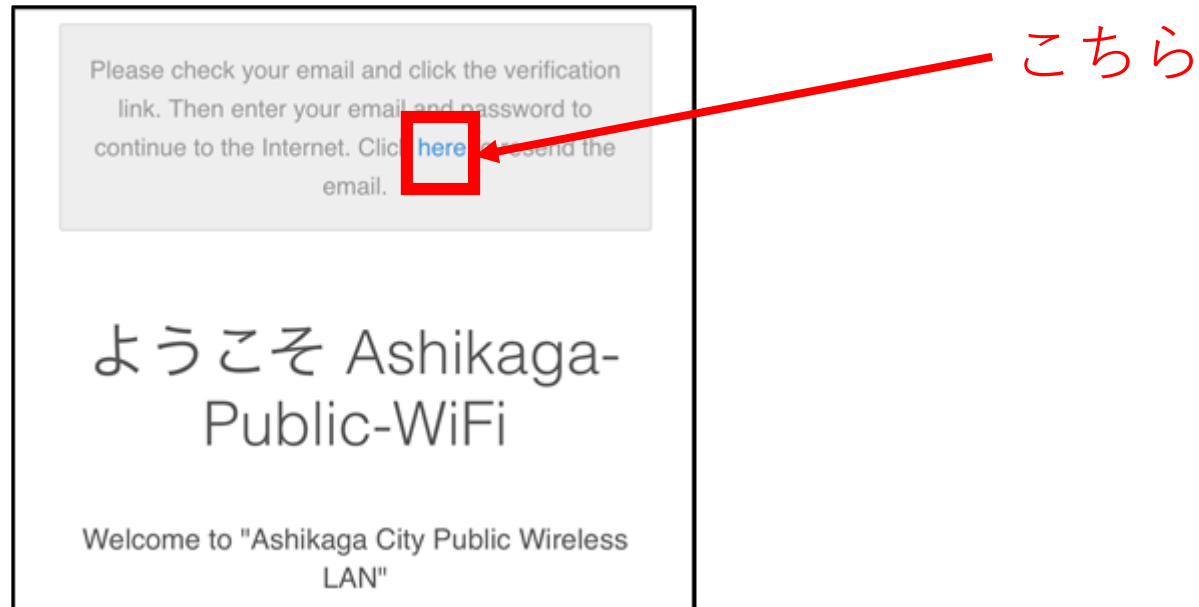 Please check your email and click the verification
link. Then enter your email and password to
continue to the Internet. Click here to resend the
email.
こちら
ようこそ Ashikaga-
Public-WiFi
Welcome to "Ashikaga City Public Wireless
LAN"